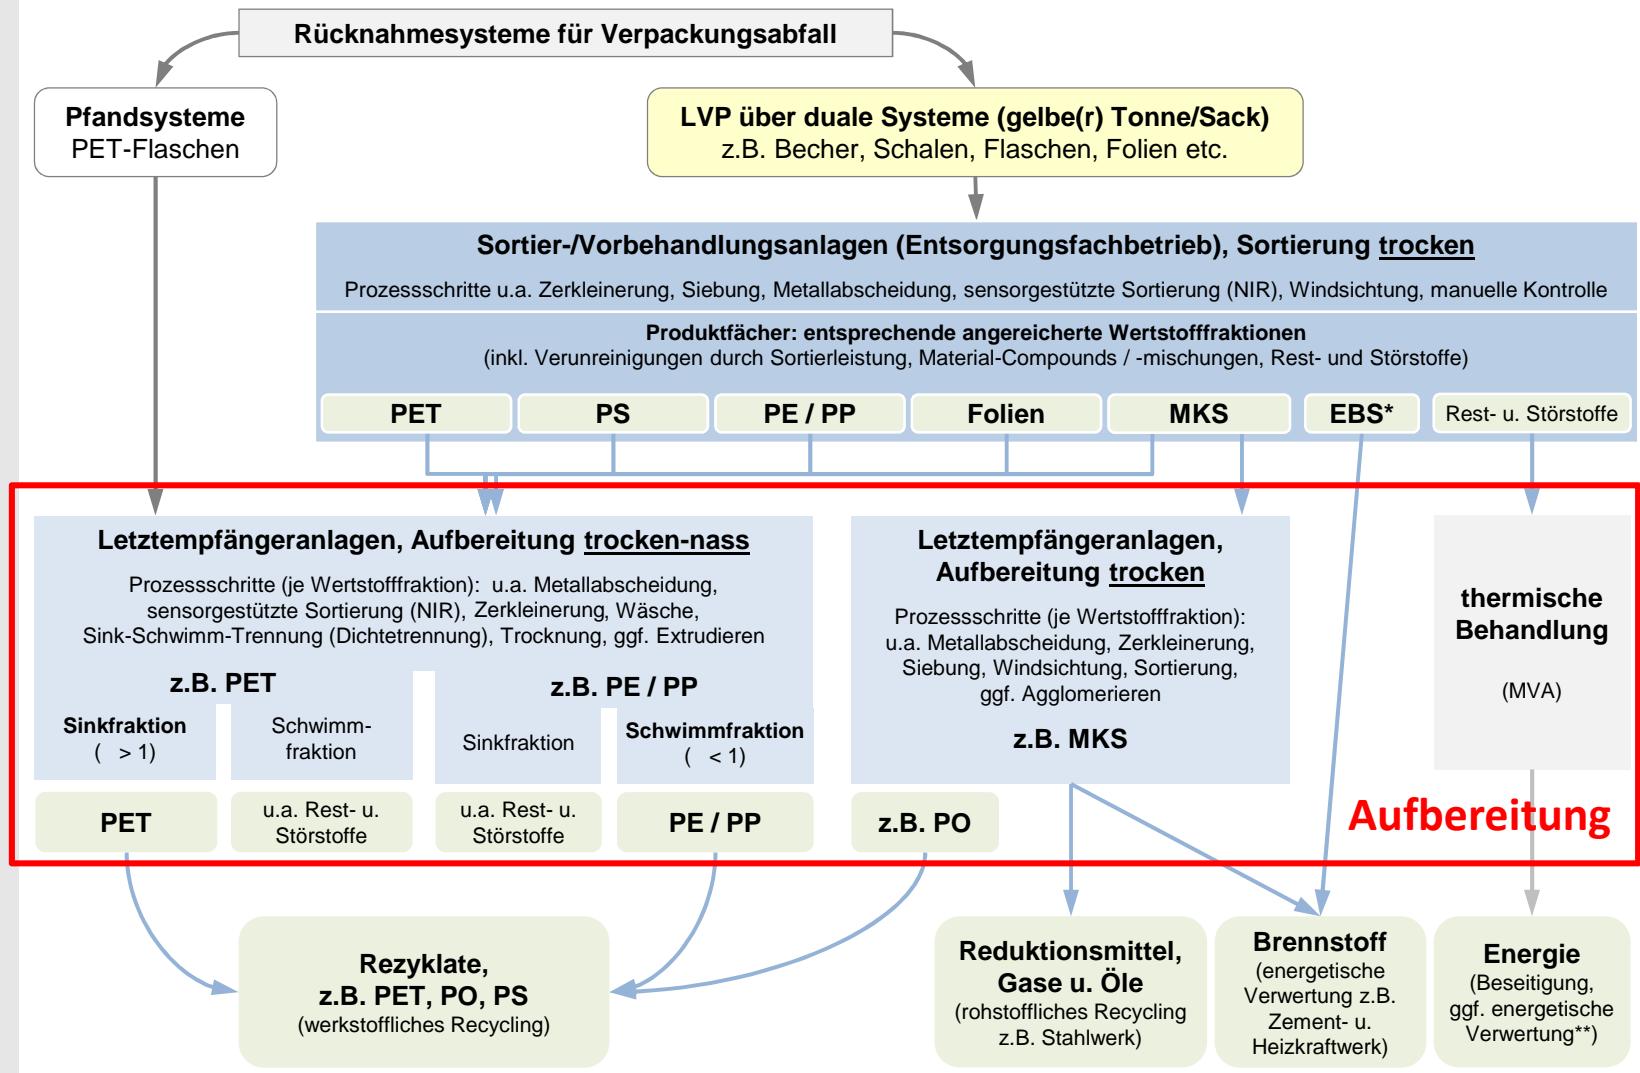 Rücknahmesysteme für Verpackungsabfall
Pfandsysteme
PET-Flaschen
LVP über duale Systeme (gelbe(r) Tonne/Sack)
z.B. Becher, Schalen, Flaschen, Folien etc.
Sortier-/Vorbehandlungsanlagen (Entsorgungsfachbetrieb), Sortierung trocken
Prozessschritte u.a. Zerkleinerung, Siebung, Metallabscheidung, sensorgestützte Sortierung (NIR), Windsichtung, manuelle Kontrolle
Produktfächer: entsprechende angereicherte Wertstofffraktionen
(inkl. Verunreinigungen durch Sortierleistung, Material-Compounds / -mischungen, Rest- und Störstoffe)
PET
PS
PE / PP
Folien
MKS
EBS*
Rest- u. Störstoffe
Letztempfängeranlagen, Aufbereitung trocken-nass
Prozessschritte (je Wertstofffraktion): u.a. Metallabscheidung,
sensorgestützte Sortierung (NIR), Zerkleinerung, Wäsche,
Sink-Schwimm-Trennung (Dichtetrennung), Trocknung, ggf. Extrudieren
z.B. PET
z.B. PE / PP
Sinkfraktion
( > 1)
Schwimm-
fraktion
Sinkfraktion
Schwimmfraktion
( < 1)
PET
u.a. Rest- u.
Störstoffe
u.a. Rest- u.
Störstoffe
PE / PP
Letztempfängeranlagen,
Aufbereitung trocken
Prozessschritte (je Wertstofffraktion):
u.a. Metallabscheidung, Zerkleinerung,
Siebung, Windsichtung, Sortierung,
ggf. Agglomerieren
z.B. MKS
z.B. PO
thermische
Behandlung
(MVA)
Aufbereitung
Rezyklate,
z.B. PET, PO, PS
(werkstoffliches Recycling)
Reduktionsmittel,
Gase u. Öle
(rohstoffliches Recycling
z.B. Stahlwerk)
Brennstoff
(energetische
Verwertung z.B.
Zement- u.
Heizkraftwerk)
Energie
(Beseitigung,
ggf. energetische
Verwertung**)